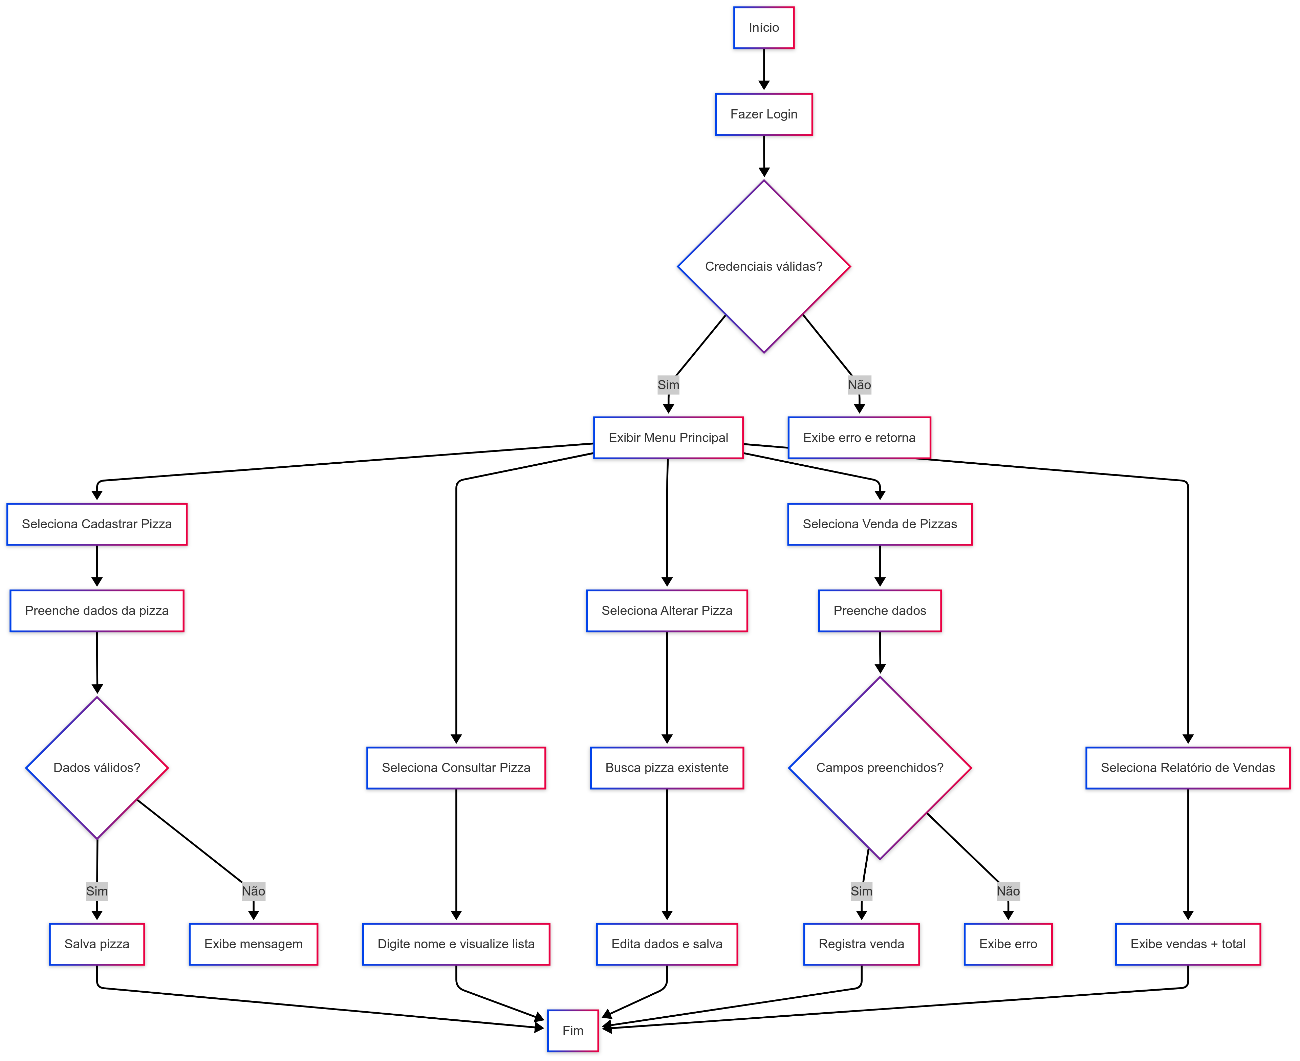 Início
Fazer Login
Credenciais válidas?
Sim
Não
Exibir Menu Principal
Exibe erro e retorna
Seleciona Cadastrar Pizza
Seleciona Venda de Pizzas
Preenche dados da pizza
Seleciona Alterar Pizza
Preenche dados
Dados válidos?
Seleciona Consultar Pizza
Busca pizza existente
Campos preenchidos?
Seleciona Relatório de Vendas
Sim
Não
Sim
Não
Salva pizza
Exibe mensagem
Digite nome e visualize lista
Edita dados e salva
Registra venda
Exibe erro
Exibe vendas + total
Fim